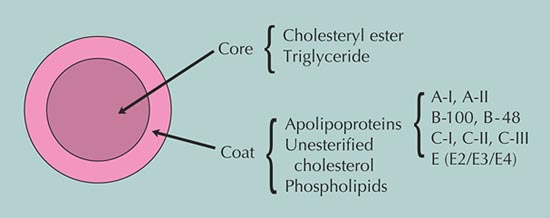 Core
Cholesteryl ester
Triglyceride
Coat
Apolipoproteins
Unesterified
cholesterol
Phospholipids
A-I, A-II
B-100, B-48
C-I, C-II, C-III
E (E2/E3/E4)